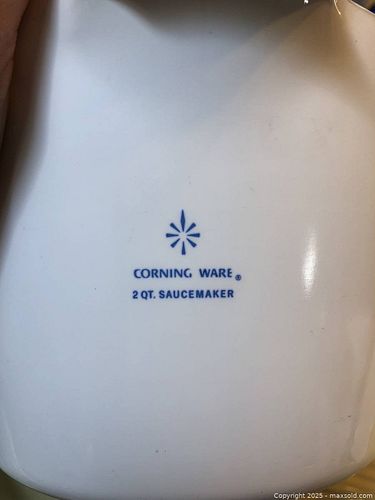 CORNING WARE®
2 QT. SAUCEMAKER
Copyright 2025 - maxsold.com